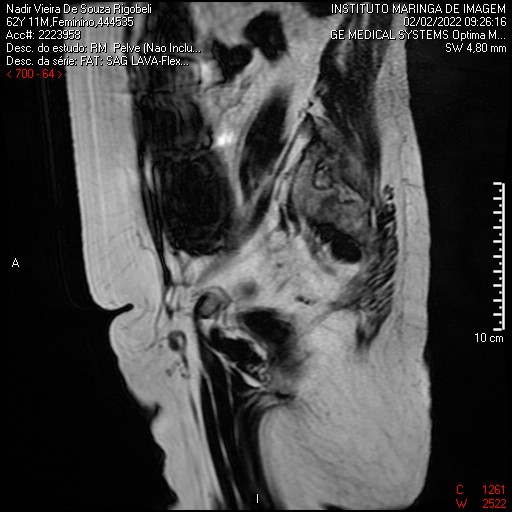 Nadir Vieira De Souza Rigobeli
62Y 11M,Feminino,444535
Acc#: 2223953
Desc. do estudo: RM Pelve (Nao Inclu...
Desc. da série: FAT: SAG LAVA-Flex...
< 700 - 64 >
INSTITUTO MARINGA DE IMAGEM
02/02/2022 09:26:16
GE MEDICAL SYSTEMS Optima M...
SW 4,80 mm
A
10 cm
I
C 1261
W 2522